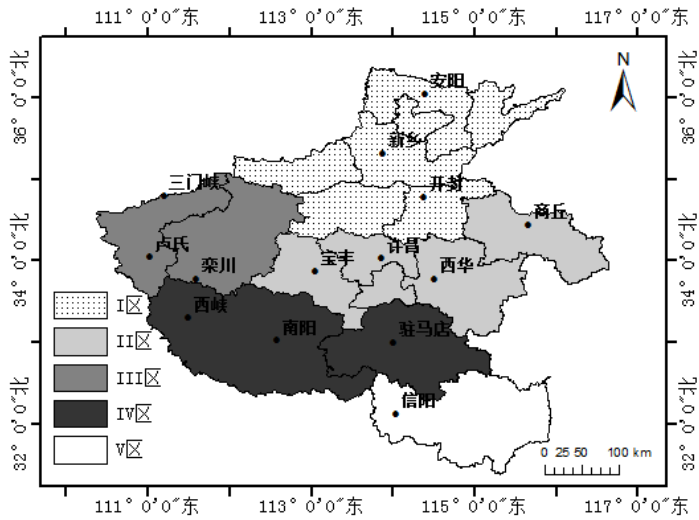 111° 0′0″东
113° 0′0″东
115° 0′0″东
117° 0′0″东
N
安阳
36° 0′0″北
36° 0′0″北
新乡
三门峡
开封
商丘
卢氏
许昌
宝丰
西华
栾川
34° 0′0″北
34° 0′0″北
I区
西峡
II区
南阳
驻马店
III区
IV区
信阳
V区
32° 0′0″北
32° 0′0″北
0 25 50 100 km
111° 0′0″东
113° 0′0″东
115° 0′0″东
117° 0′0″东